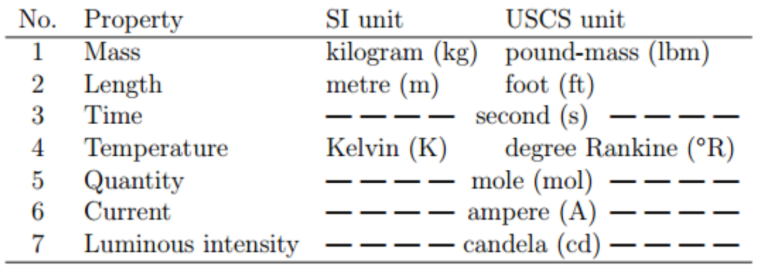 No. Property SI unit USCS unit
1 Mass kilogram (kg) pound-mass (lbm)
2 Length metre (m) foot (ft)
3 Time — — — — second (s) — — — —
4 Temperature Kelvin (K) degree Rankine (°R)
5 Quantity — — — — mole (mol) — — — —
6 Current — — — — ampere (A) — — — —
7 Luminous intensity — — — — candela (cd) — — — —